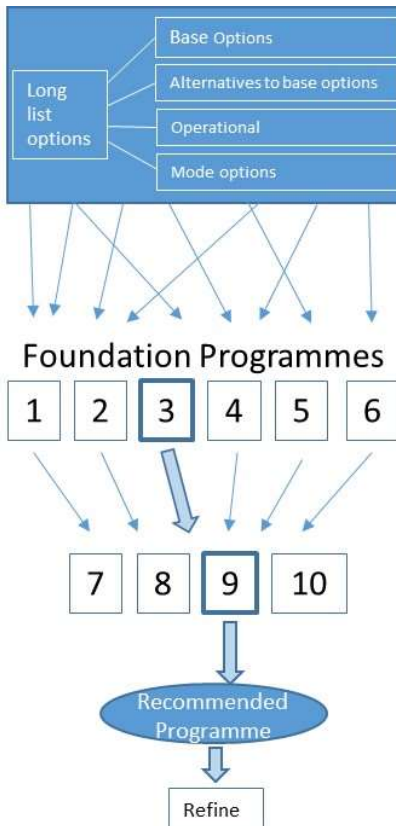 Long
list
options
Base Options
Alternatives to base options
Operational
Mode options
Foundation Programmes
1 2 3 4 5 6
7 8 9 10
Recommended
Programme
Refine